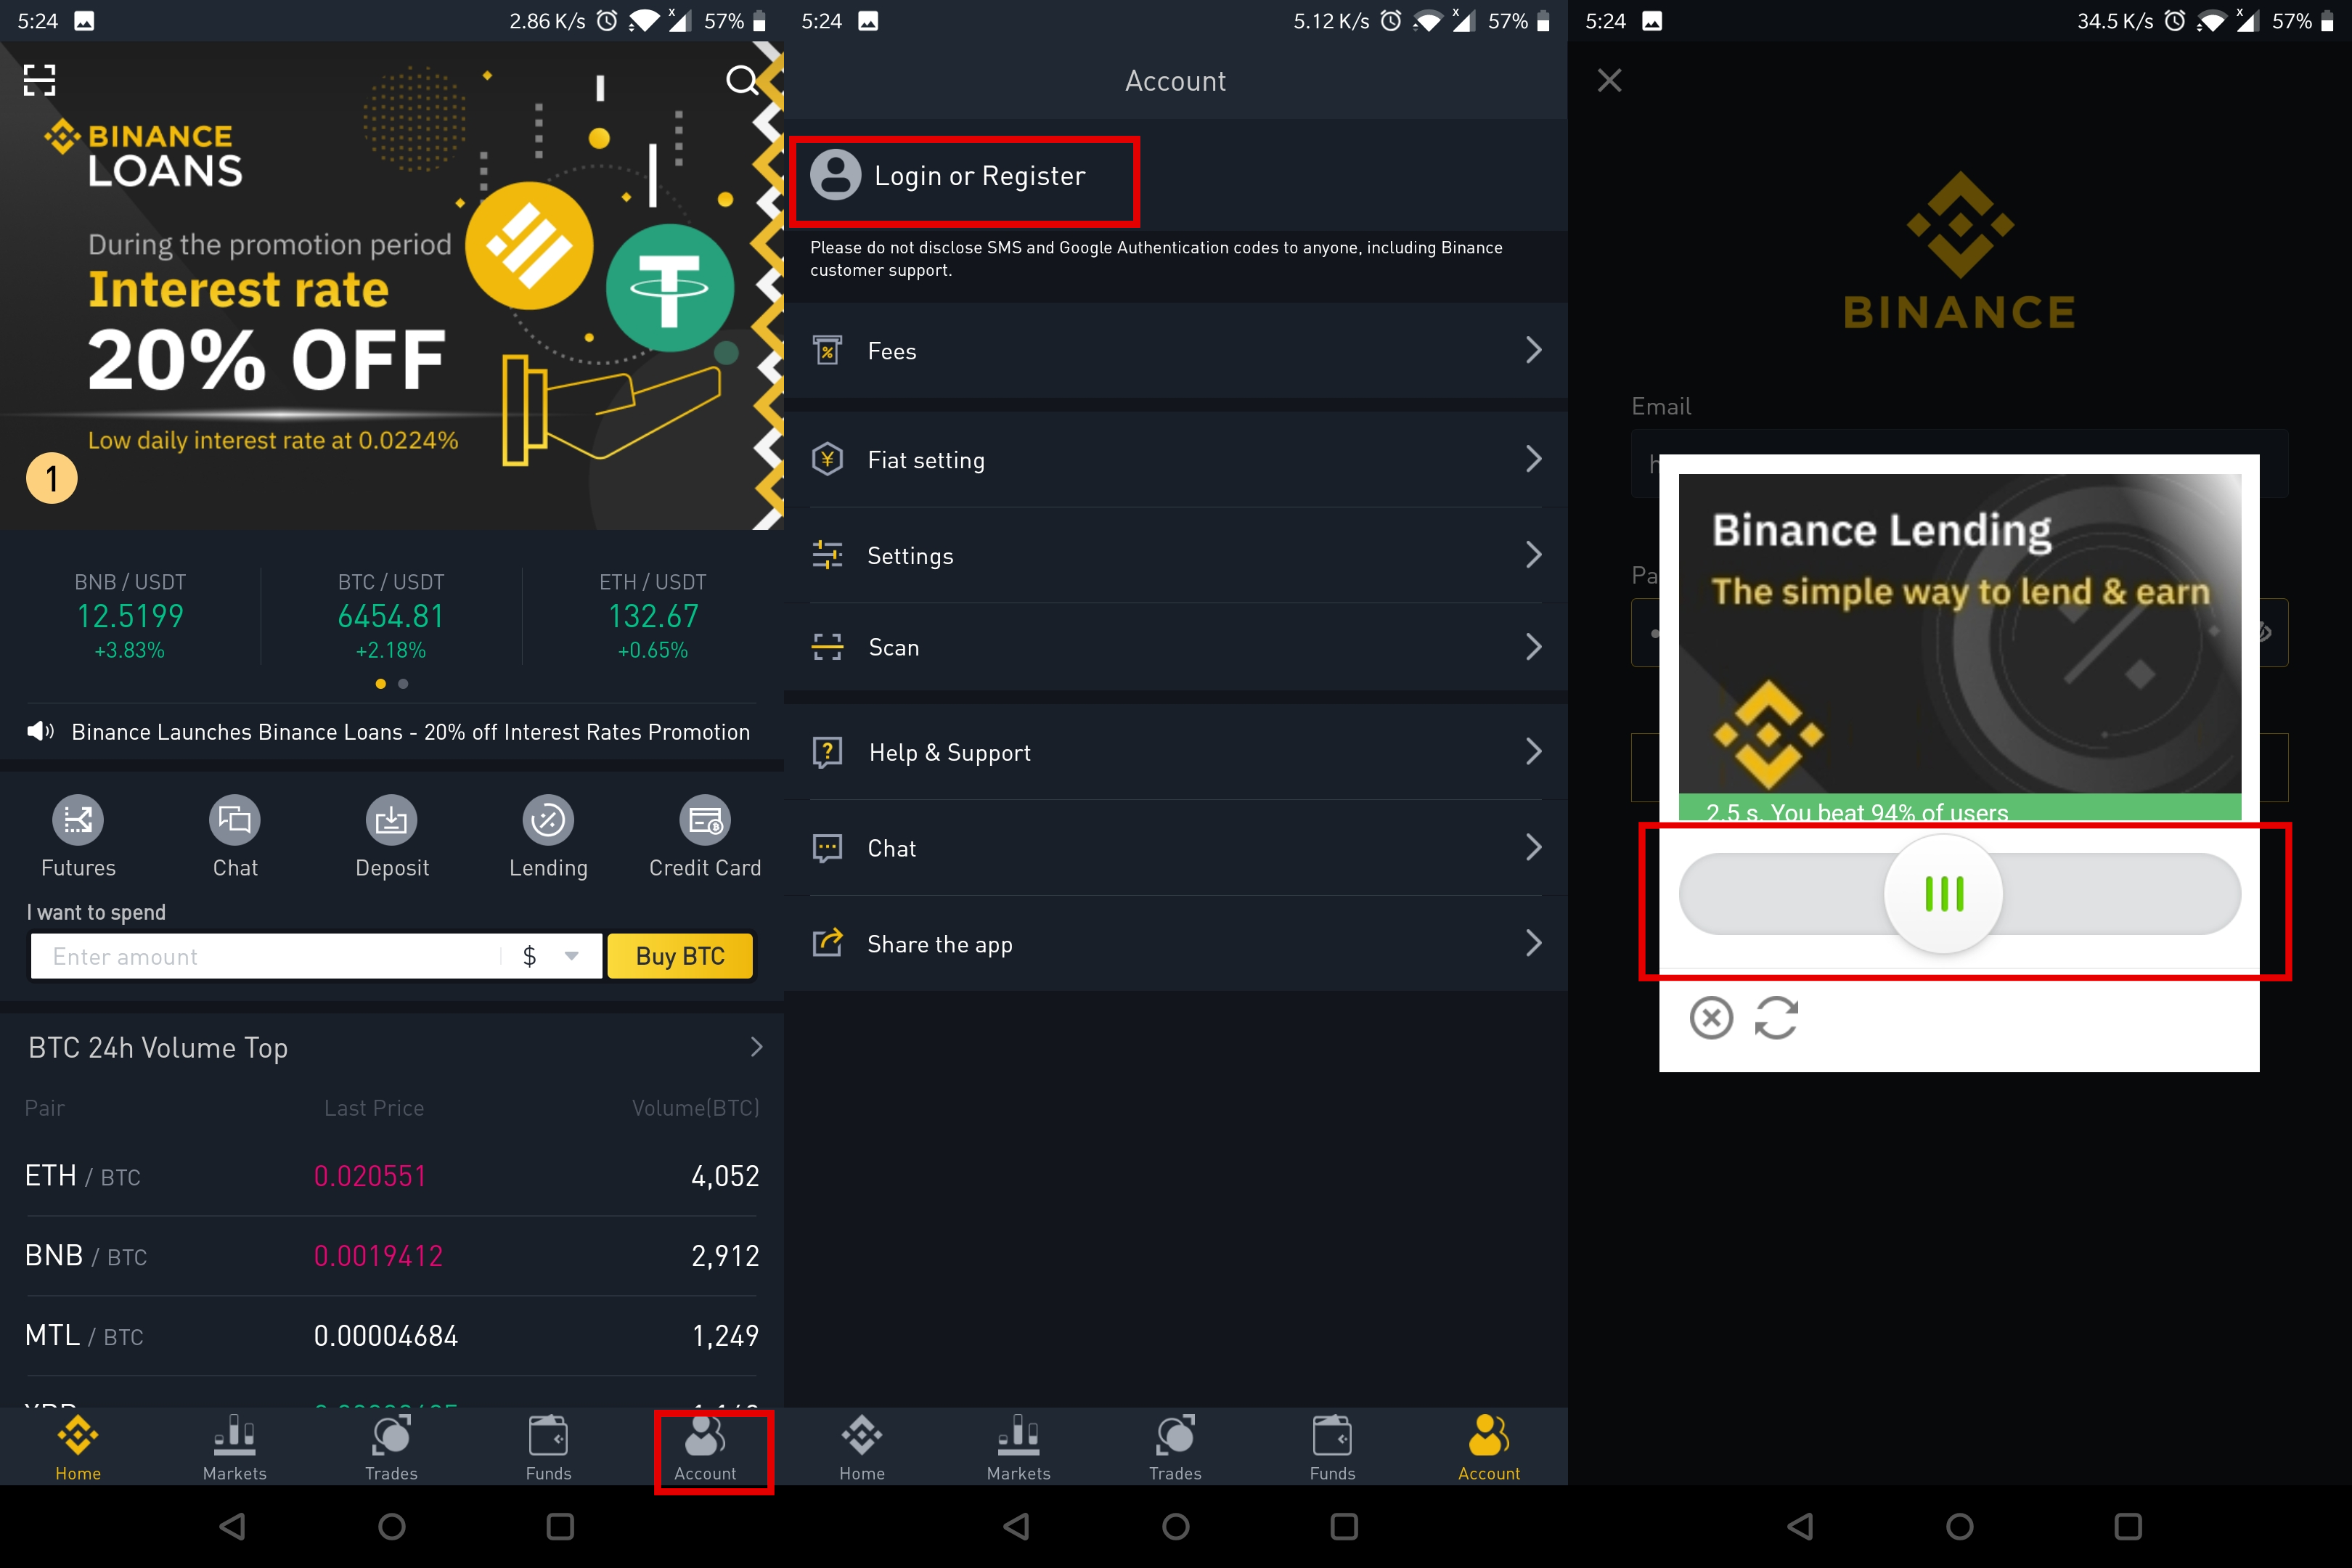 5:24
2.86 K/s
57%
BINANCE
LOANS
During the promotion period
Interest rate
20% OFF
Low daily interest rate at 0.0224%
1
BNB / USDT
12.5199
+3.83%
BTC / USDT
6454.81
+2.18%
ETH / USDT
132.67
+0.65%
Binance Launches Binance Loans - 20% off Interest Rates Promotion
Futures
Chat
Deposit
Lending
Credit Card
I want to spend
Enter amount
$
Buy BTC
BTC 24h Volume Top
Pair
Last Price
Volume(BTC)
ETH / BTC
0.020551
4,052
BNB / BTC
0.0019412
2,912
MTL / BTC
0.00004684
1,249
Home
Markets
Trades
Funds
Account
5:24
5.12 K/s
57%
Account
Login or Register
Please do not disclose SMS and Google Authentication codes to anyone, including Binance
customer support.
Fees
Fiat setting
Settings
Scan
Help & Support
Chat
Share the app
Home
Markets
Trades
Funds
Account
5:24
34.5 K/s
57%
BINANCE
Email
Pa
Binance Lending
The simple way to lend & earn
2.5 s. You beat 94% of users